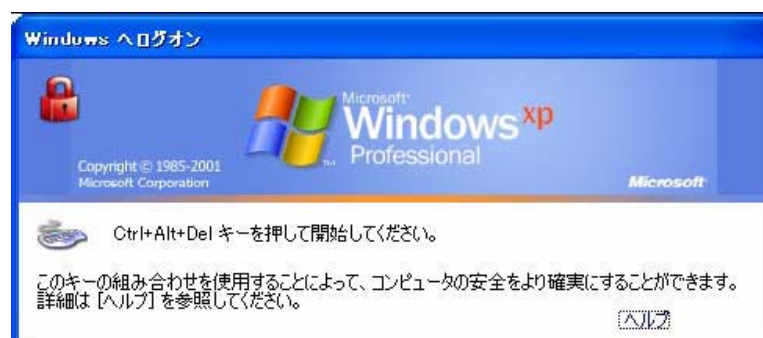 Windows へログオン
Microsoft
Windows xp
Professional
Copyright © 1985-2001
Microsoft Corporation
Microsoft
Ctrl+Alt+Del キーを押して開始してください。
このキーの組み合わせを使用することによって、コンピュータの安全をより確実にすることができます。
詳細は [ヘルプ] を参照してください。
ヘルプ